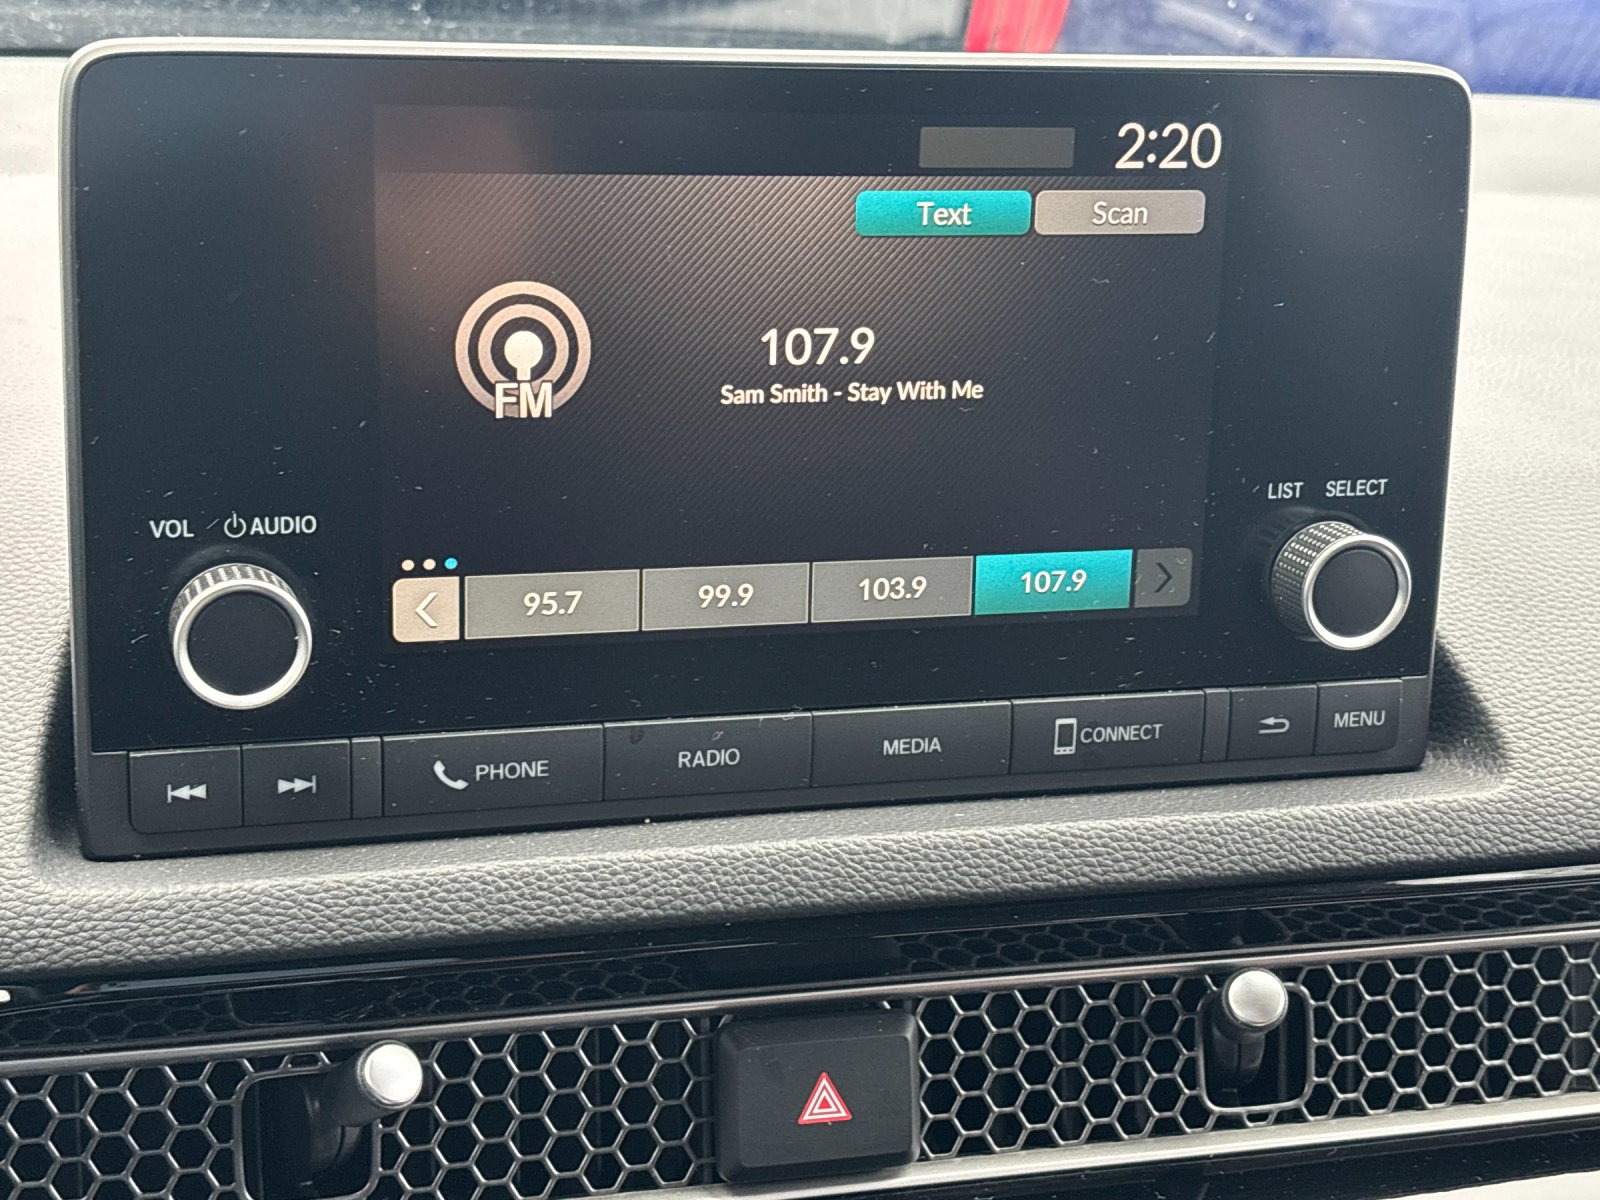 2:20
Text Scan
107.9
FM
Sam Smith - Stay With Me
VOL AUDIO
LIST SELECT
95.7 99.9 103.9 107.9
PHONE RADIO MEDIA CONNECT MENU